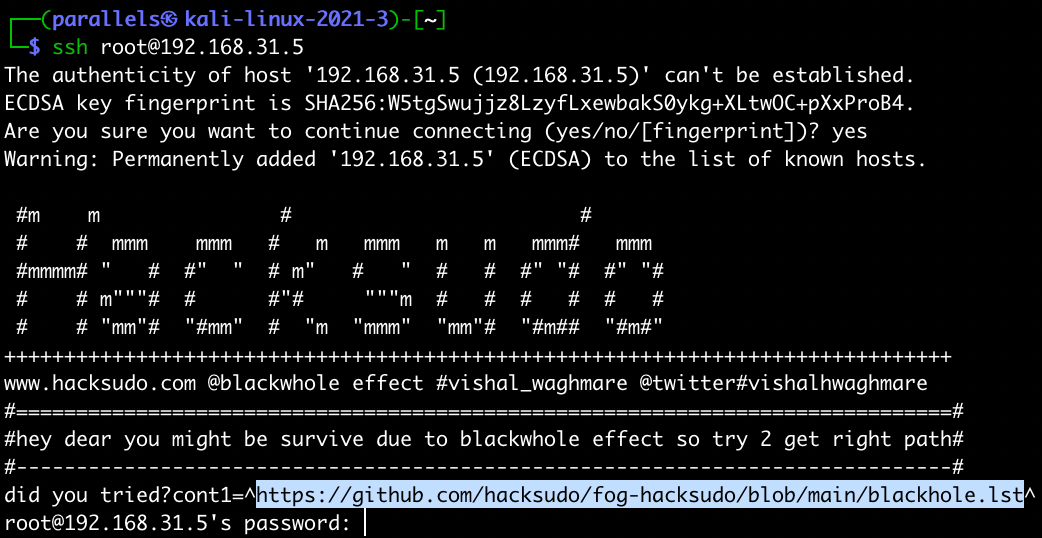 ┌──(parallels㉿kali-linux-2021-3)-[~]
└─$ ssh root@192.168.31.5
The authenticity of host '192.168.31.5 (192.168.31.5)' can't be established.
ECDSA key fingerprint is SHA256:W5tgSwujjz8LzyfLxewbakS0ykg+XLtwOC+pXxProB4.
Are you sure you want to continue connecting (yes/no/[fingerprint])? yes
Warning: Permanently added '192.168.31.5' (ECDSA) to the list of known hosts.

 #m    m               #                        #
 #    #  mmm    mmm   #   m   mmm   m   m   mmm#   mmm
 #mmmm# "   #  #"  "  # m"   #   "  #   #  #" "#  #" "#
 #    # m"""#  #      #"#     """m  #   #  #   #  #   #
 #    # "mm"#  "#mm"  #  "m  "mmm"  "mm"#  "#m##  "#m#"
+++++++++++++++++++++++++++++++++++++++++++++++++++++++++++++++++++++++++++++++
www.hacksudo.com @blackwhole effect #vishal_waghmare @twitter#vishalhwaghmare
#==============================================================================#
#hey dear you might be survive due to blackwhole effect so try 2 get right path#
#------------------------------------------------------------------------------#
did you tried?cont1=^https://github.com/hacksudo/fog-hacksudo/blob/main/blackhole.lst^
root@192.168.31.5's password: